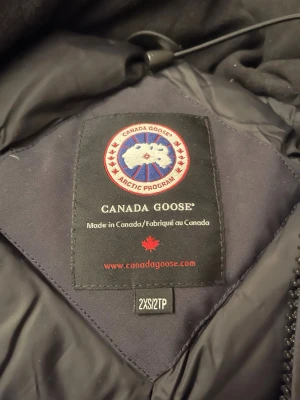 CANADA GOOSE
ARCTIC PROGRAM
CANADA GOOSE®
Made in Canada/Fabriqué au Canada
www.canadagoose.com
2XS/2TP